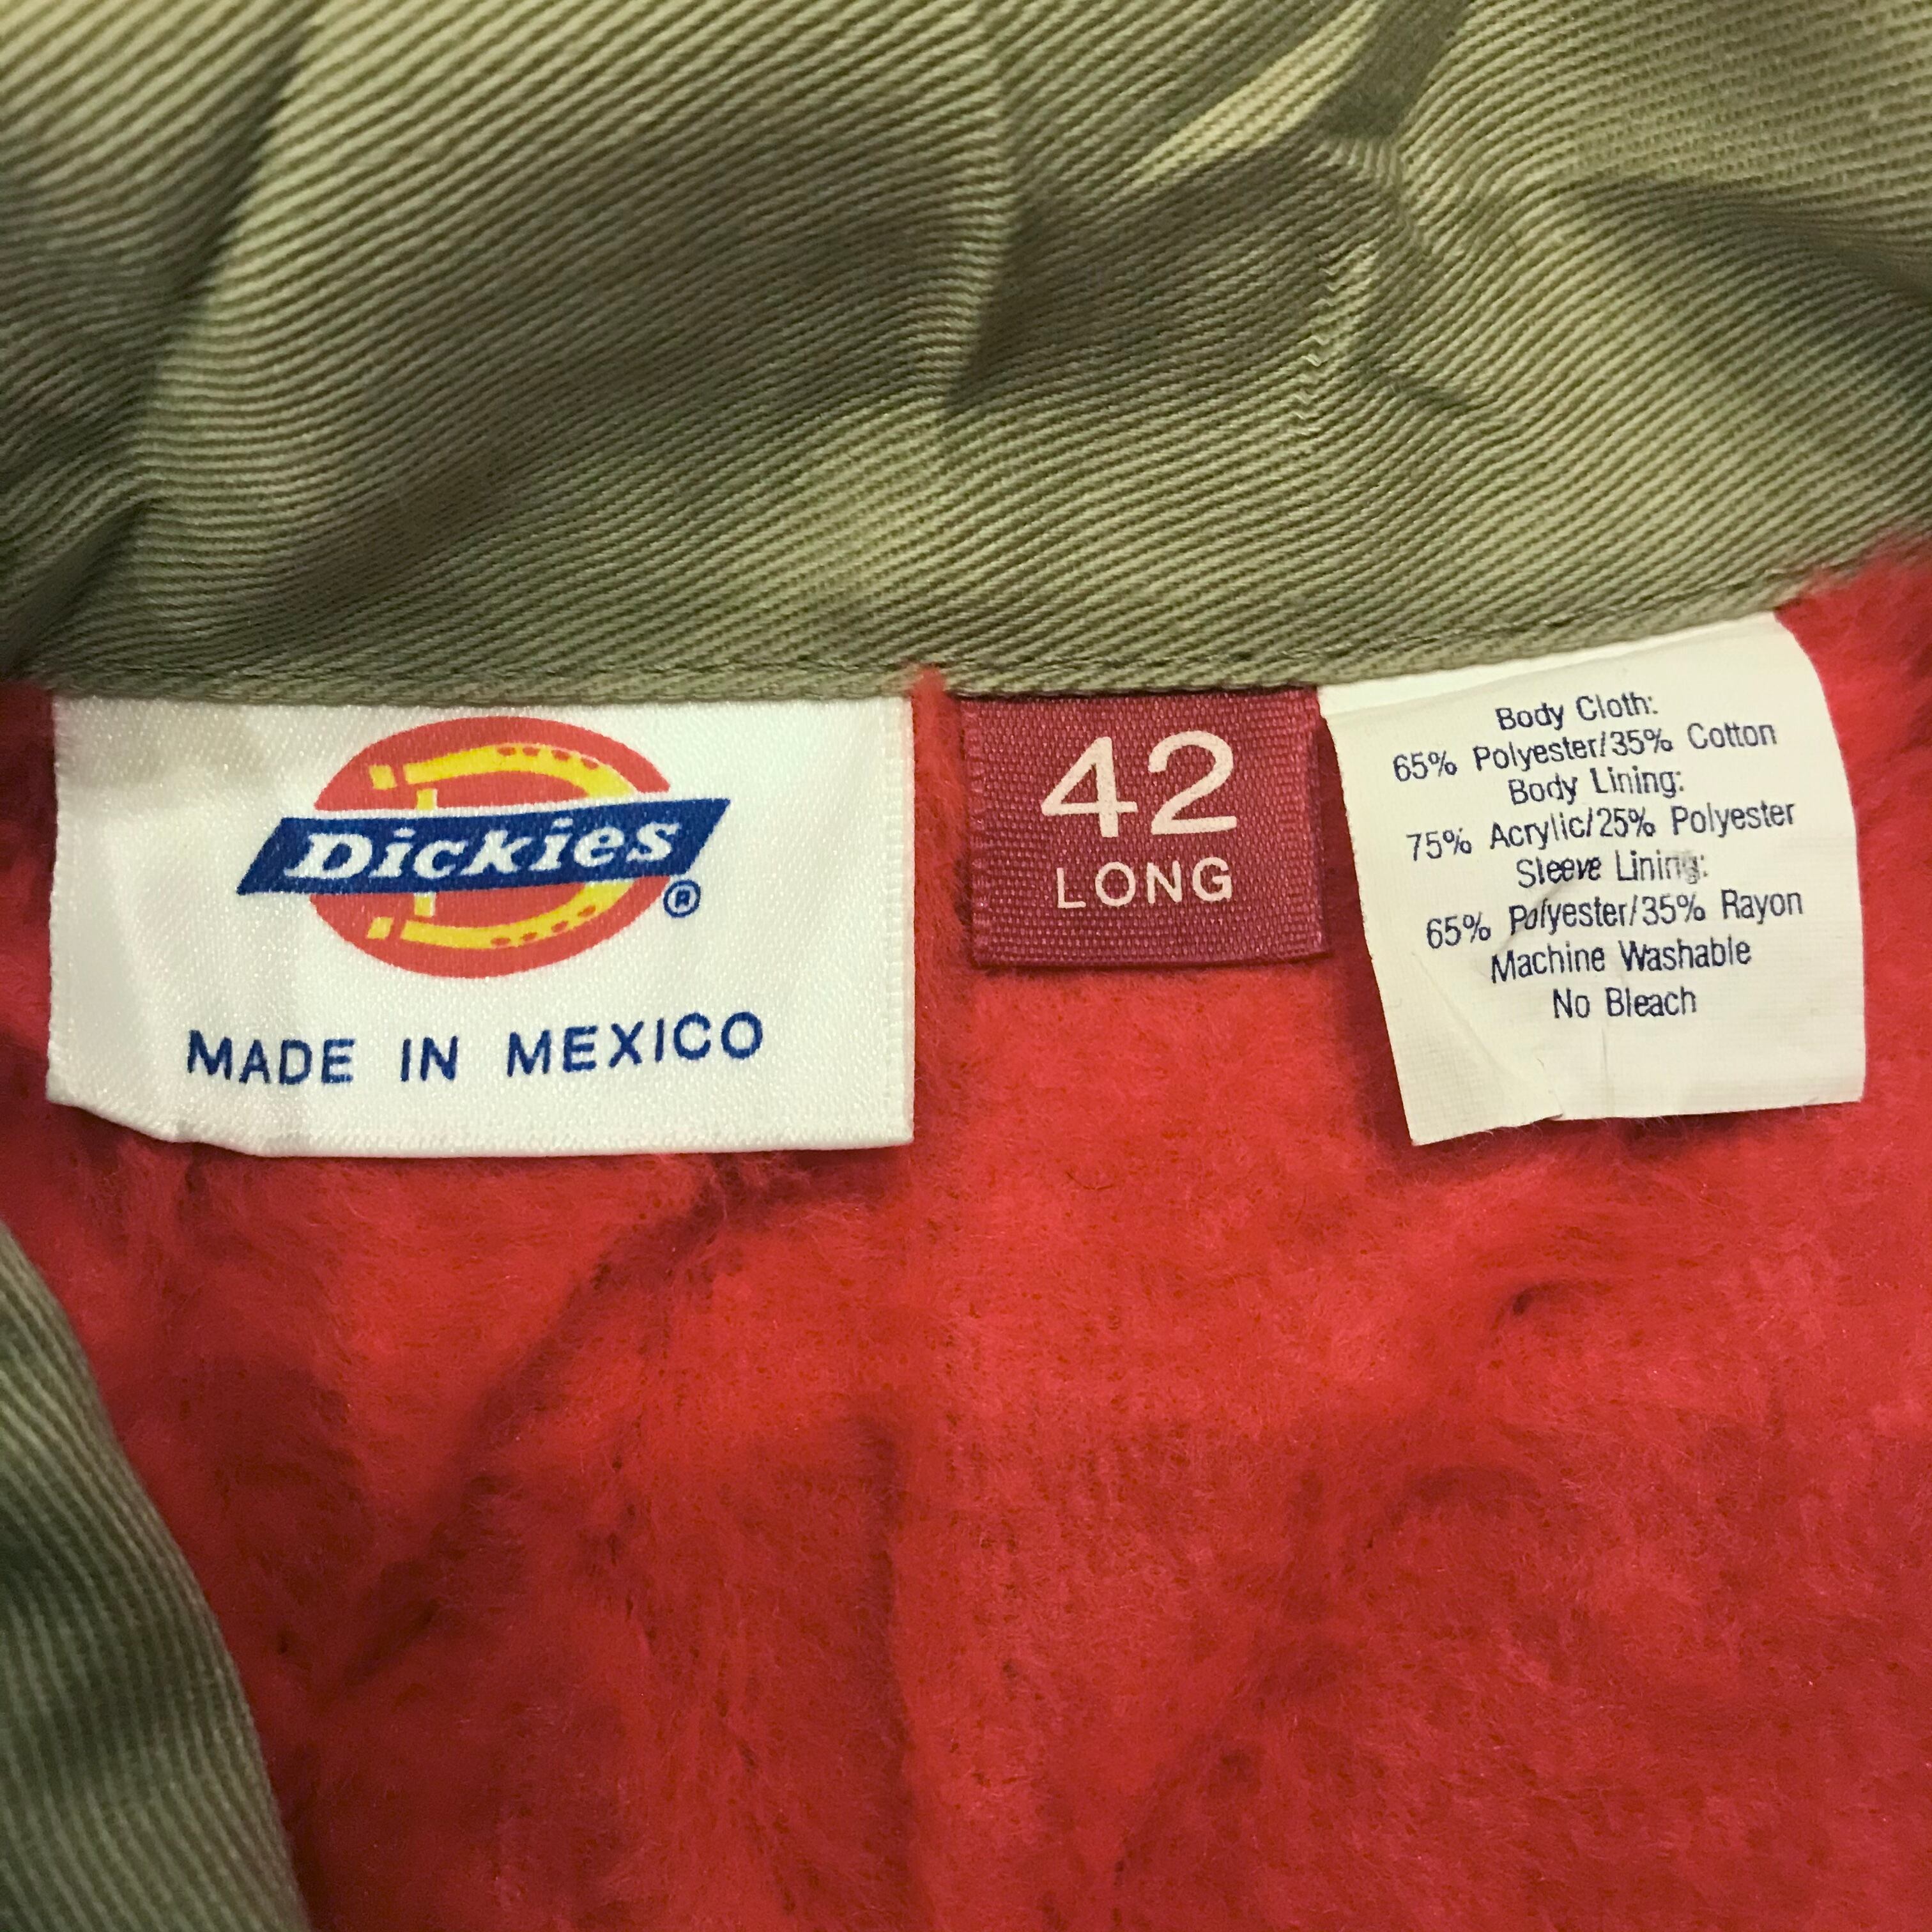 Dickies
®
MADE IN MEXICO
42
LONG
Body Cloth:
65% Polyester/35% Cotton
Body Lining:
75% Acrylic/25% Polyester
Sleeve Lining:
65% Polyester/35% Rayon
Machine Washable
No Bleach